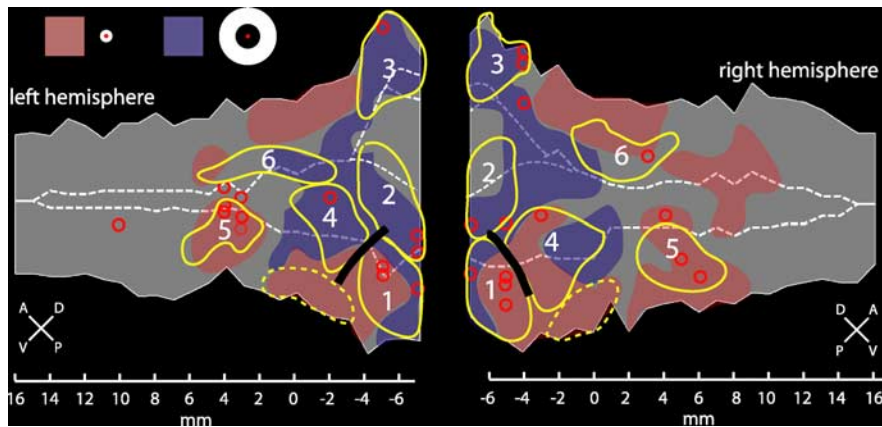 left hemisphere
right hemisphere
3
6
2
4
5
1
3
2
6
4
5
1
A D
V P
D A
P V
16 14 12 10 8 6 4 2 0 -2 -4 -6
mm
-6 -4 -2 0 2 4 6 8 10 12 14 16
mm